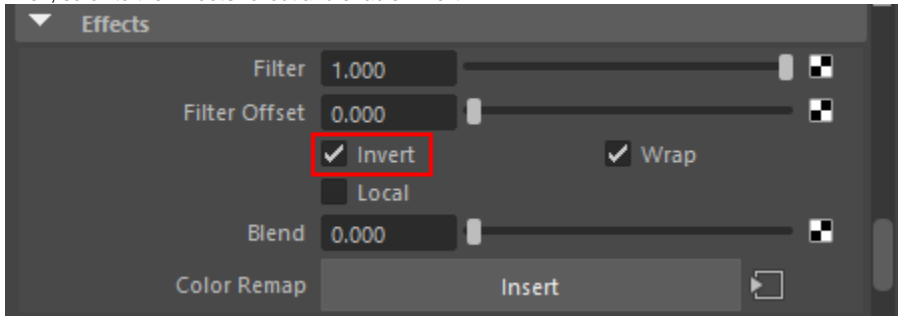 Effects
Filter 1.000
Filter Offset 0.000
Invert Wrap
Local
Blend 0.000
Color Remap Insert